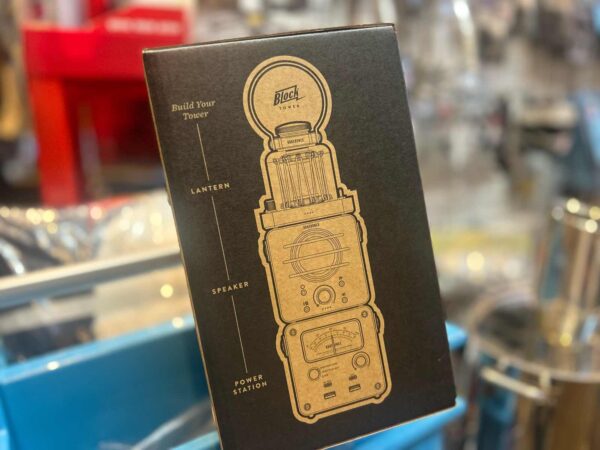 Build Your
Tower
Block
TOWER
LANTERN
SPEAKER
POWER
STATION